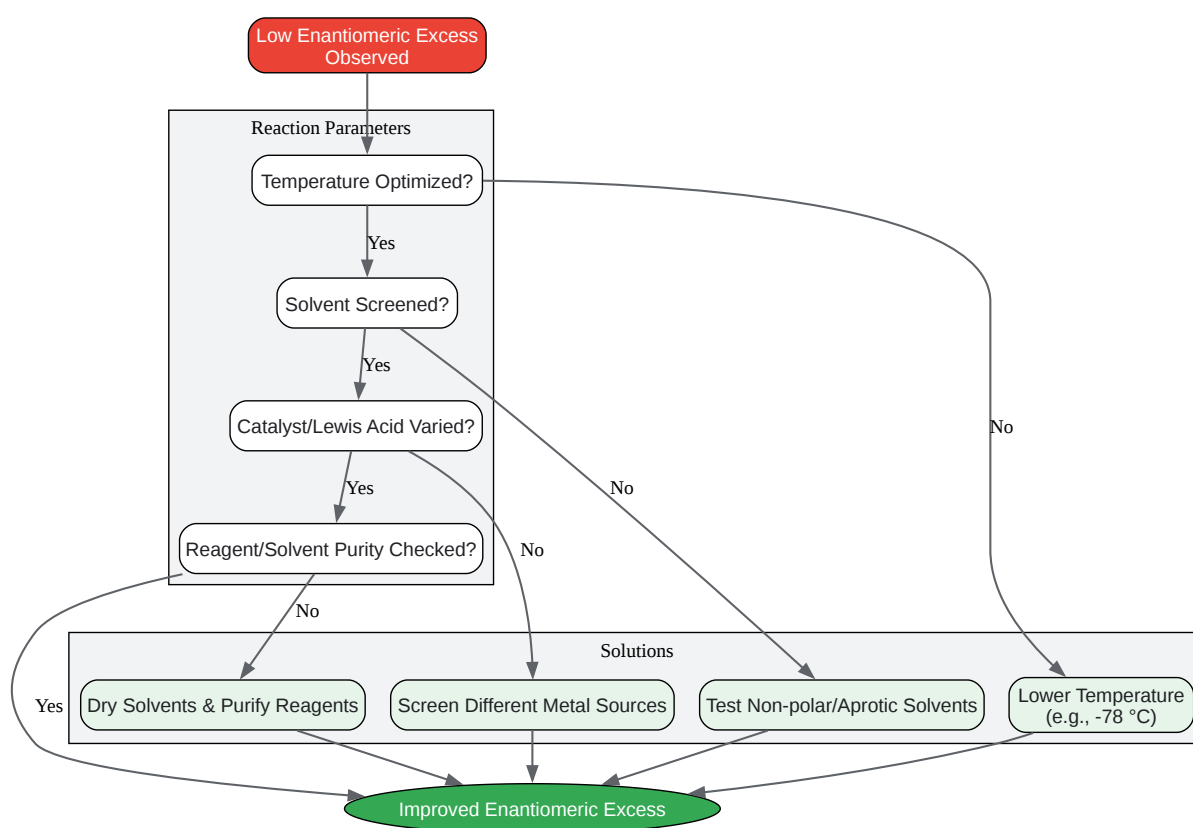 Low Enantiomeric Excess
Observed
Reaction Parameters
Temperature Optimized?
Yes
Solvent Screened?
Yes
Catalyst/Lewis Acid Varied?
No
Yes
No
Reagent/Solvent Purity Checked?
No
No
Solutions
Yes
Dry Solvents & Purify Reagents
Screen Different Metal Sources
Test Non-polar/Aprotic Solvents
Lower Temperature
(e.g., -78 °C)
Improved Enantiomeric Excess